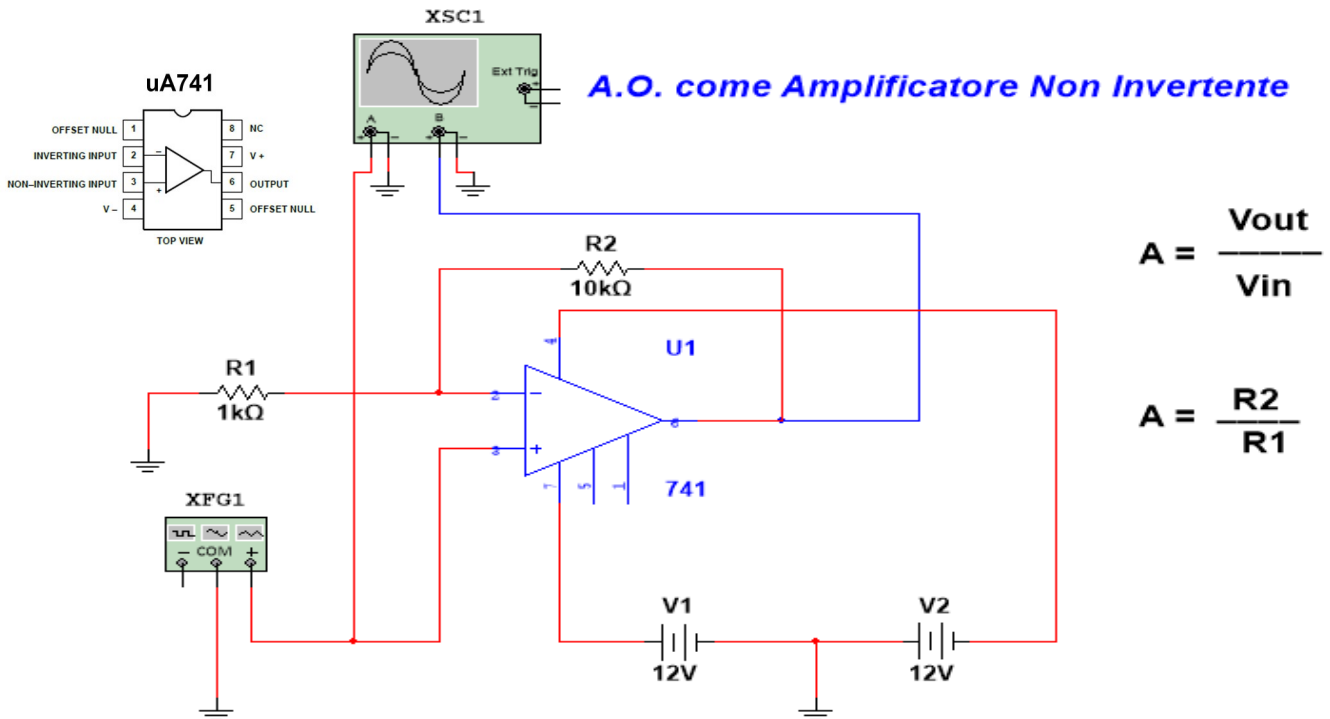 XSC1
Ext Trig
A
B
A.O. come Amplificatore Non Invertente
uA741
OFFSET NULL 1
8 NC
INVERTING INPUT 2
7 V +
NON–INVERTING INPUT 3
6 OUTPUT
V – 4
5 OFFSET NULL
TOP VIEW
R2
10kΩ
A = Vout
Vin
R1
1kΩ
U1
4
2
3
6
7
5
1
741
A = R2
R1
XFG1
COM
V1
12V
V2
12V